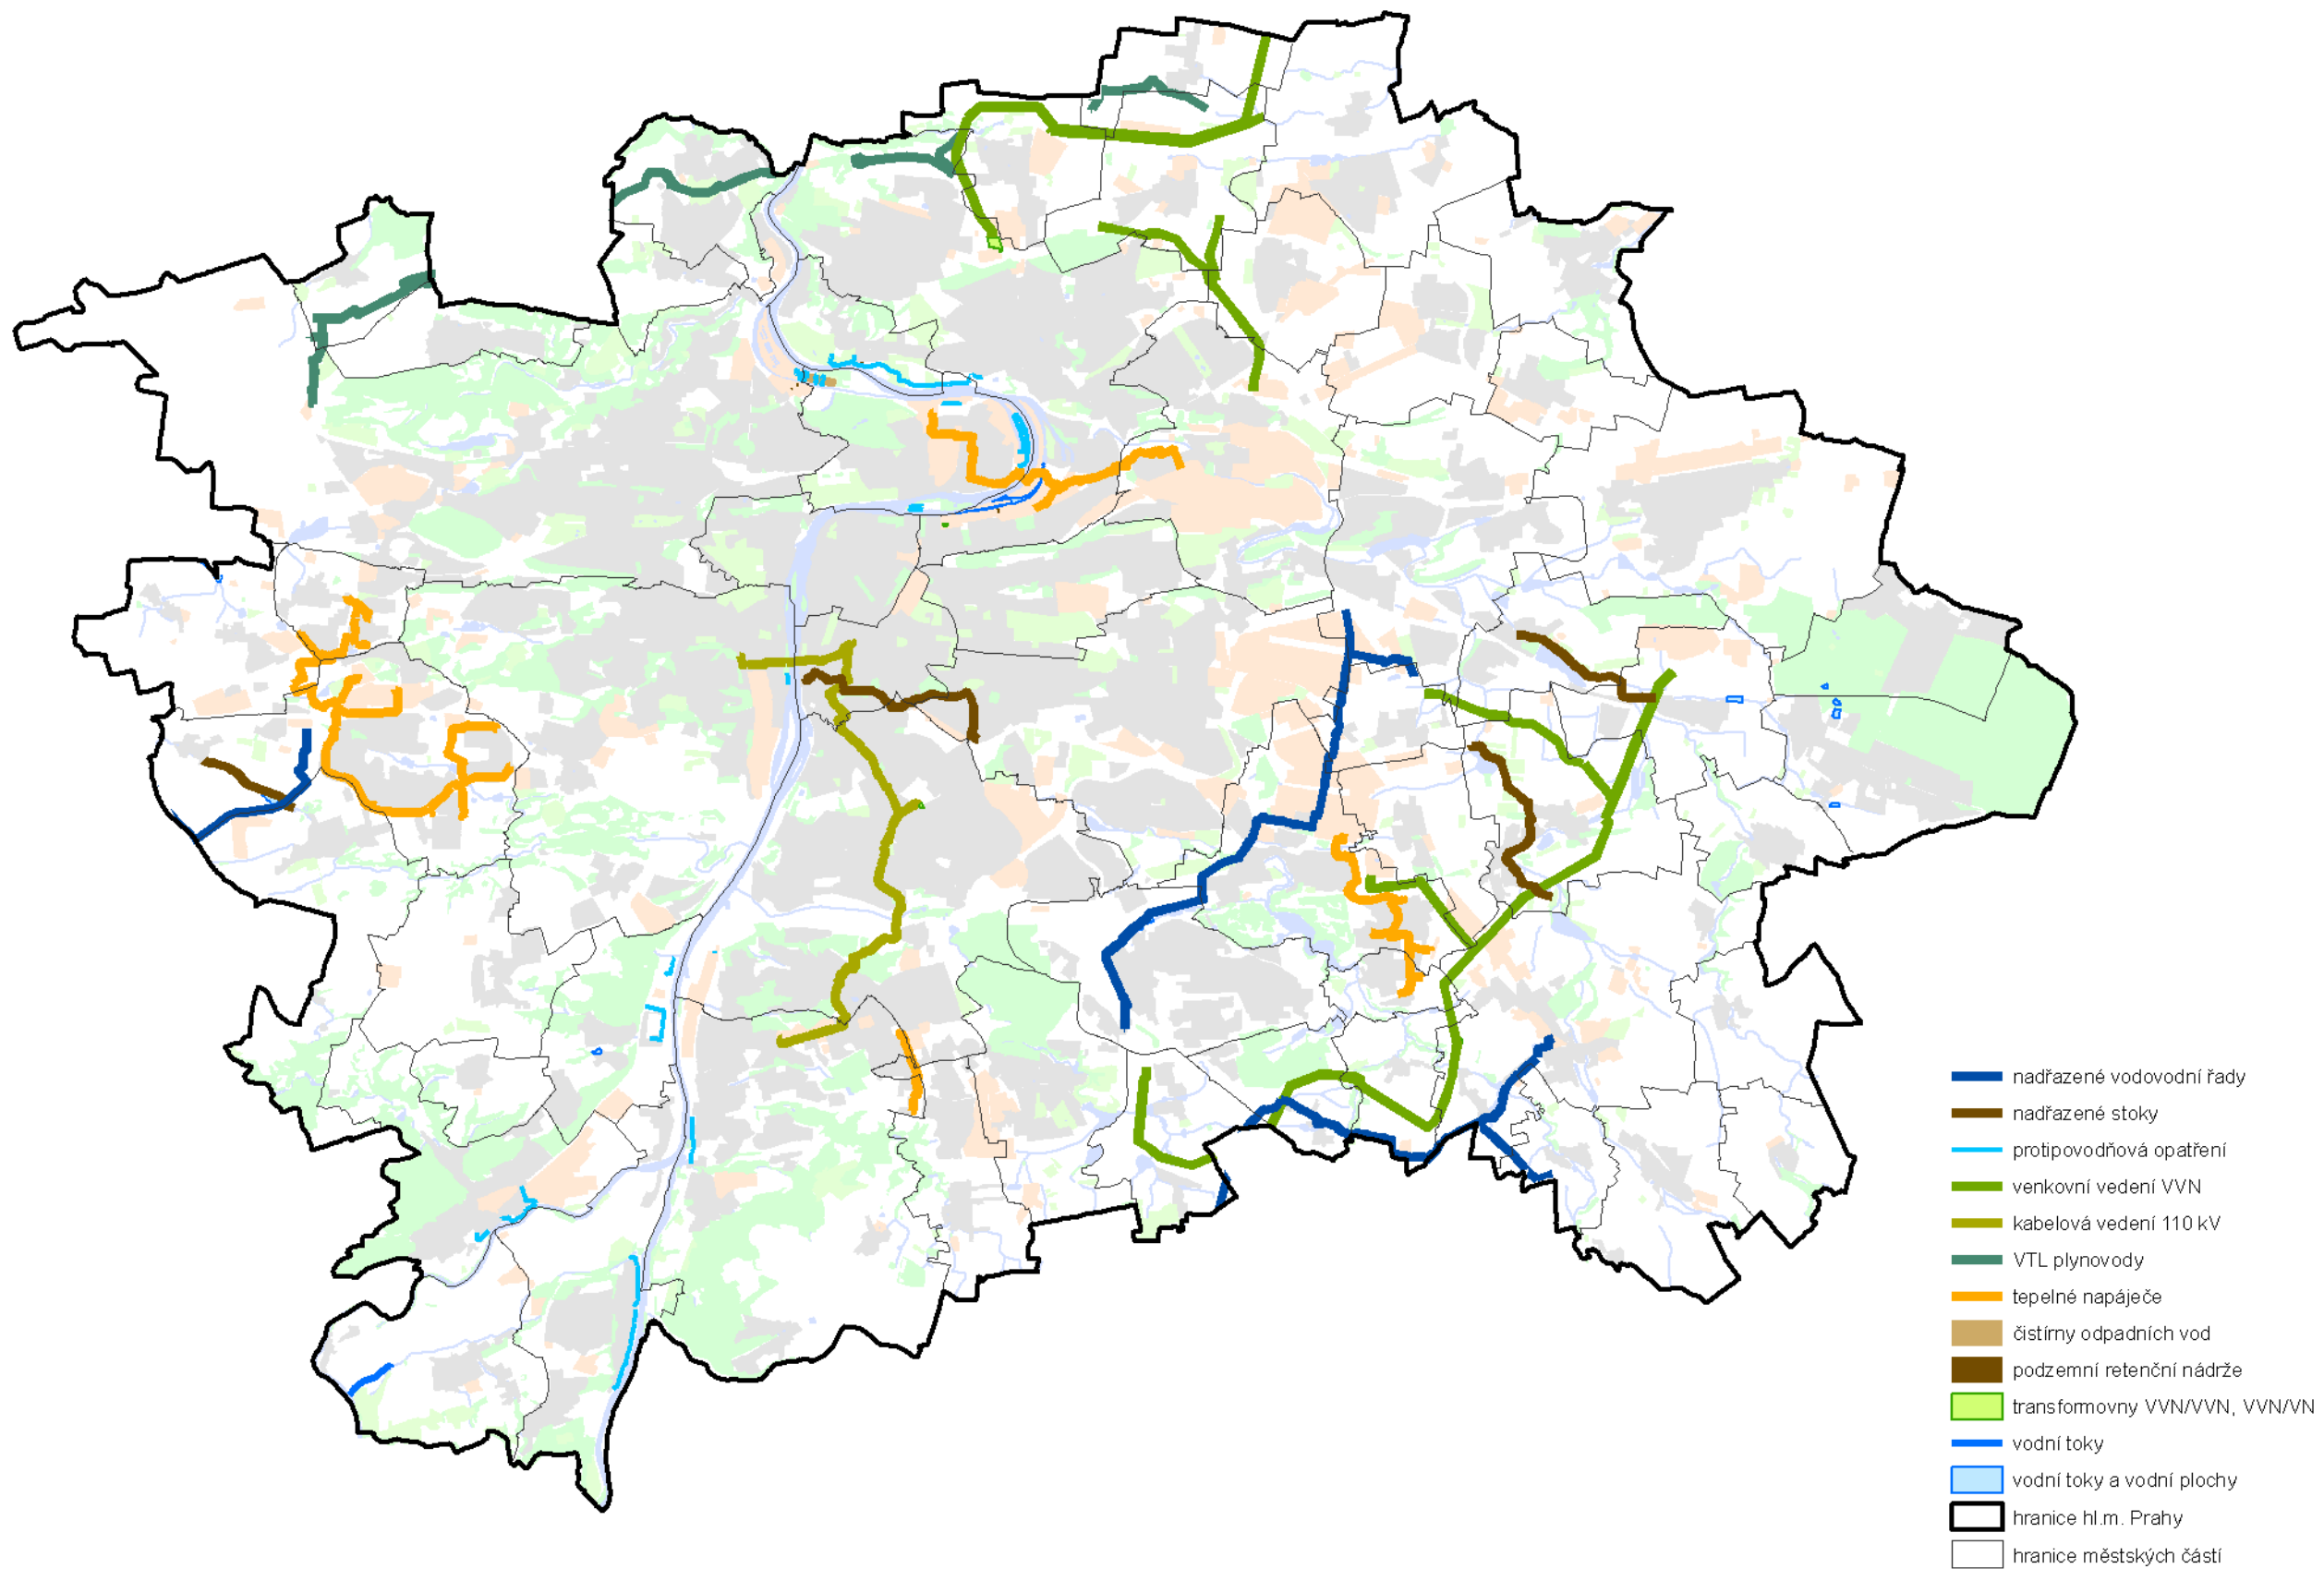 nadřazené vodovodní řady
nadřazené stoky
protipovodňová opatření
venkovní vedení VVN
kabelová vedení 110 kV
VTL plynovody
tepelné napáječe
čistírny odpadních vod
podzemní retenční nádrže
transformovny VVN/VVN, VVN/VN
vodní toky
vodní toky a vodní plochy
hranice hl.m. Prahy
hranice městských částí